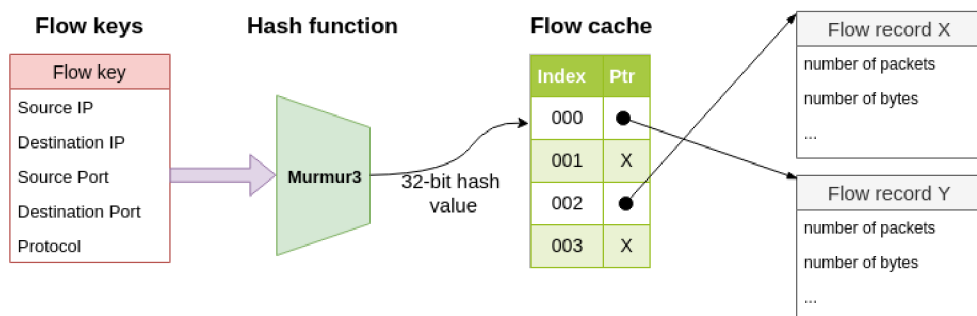 Flow keys
Hash function
Flow cache
Flow key
Source IP
Destination IP
Source Port
Destination Port
Protocol
Murmur3
32-bit hash
value
Index Ptr
000
001 X
002
003 X
Flow record X
number of packets
number of bytes
...
Flow record Y
number of packets
number of bytes
...